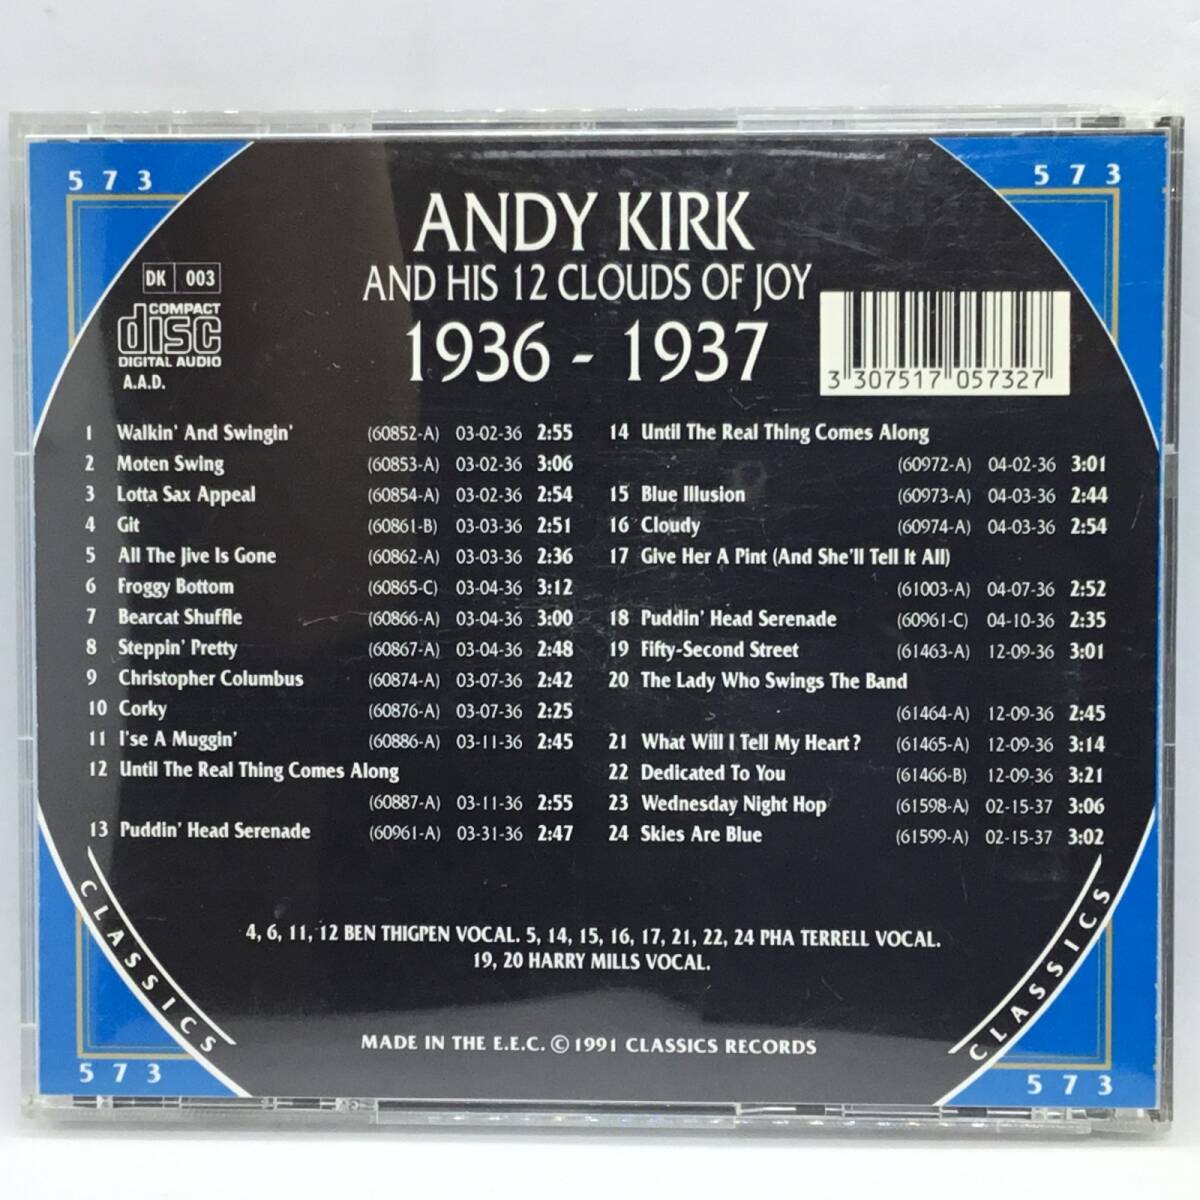 573
573
ANDY KIRK
AND HIS 12 CLOUDS OF JOY
1936 - 1937
DK 003
COMPACT
disc
DIGITAL AUDIO
A.A.D.
3 307517 057327
1 Walkin' And Swingin' (60852-A) 03-02-36 2:55
2 Moten Swing (60853-A) 03-02-36 3:06
3 Lotta Sax Appeal (60854-A) 03-02-36 2:54
4 Git (60861-B) 03-03-36 2:51
5 All The Jive Is Gone (60862-A) 03-03-36 2:36
6 Froggy Bottom (60865-C) 03-04-36 3:12
7 Bearcat Shuffle (60866-A) 03-04-36 3:00
8 Steppin' Pretty (60867-A) 03-04-36 2:48
9 Christopher Columbus (60874-A) 03-07-36 2:42
10 Corky (60876-A) 03-07-36 2:25
11 I'se A Muggin' (60886-A) 03-11-36 2:45
12 Until The Real Thing Comes Along
(60887-A) 03-11-36 2:55
13 Puddin' Head Serenade (60961-A) 03-31-36 2:47
14 Until The Real Thing Comes Along
(60972-A) 04-02-36 3:01
15 Blue Illusion (60973-A) 04-03-36 2:44
16 Cloudy (60974-A) 04-03-36 2:54
17 Give Her A Pint (And She'll Tell It All)
(61003-A) 04-07-36 2:52
18 Puddin' Head Serenade (60961-C) 04-10-36 2:35
19 Fifty-Second Street (61463-A) 12-09-36 3:01
20 The Lady Who Swings The Band
(61464-A) 12-09-36 2:45
21 What Will I Tell My Heart? (61465-A) 12-09-36 3:14
22 Dedicated To You (61466-B) 12-09-36 3:21
23 Wednesday Night Hop (61598-A) 02-15-37 3:06
24 Skies Are Blue (61599-A) 02-15-37 3:02
4, 6, 11, 12 BEN THIGPEN VOCAL. 5, 14, 15, 16, 17, 21, 22, 24 PHA TERRELL VOCAL.
19, 20 HARRY MILLS VOCAL.
CLASSICS
CLASSICS
MADE IN THE E.E.C. © 1991 CLASSICS RECORDS
573
573